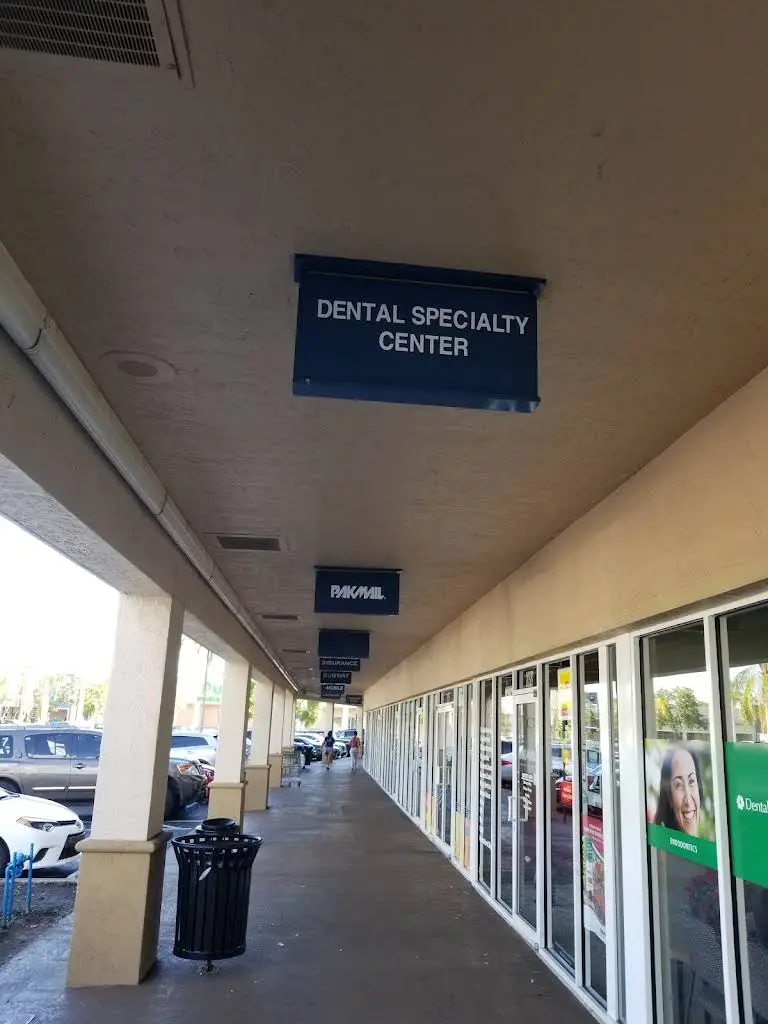 DENTAL SPECIALTY
CENTER
PAKMAIL
INSURANCE
SUBWAY
MOBILE
ENDODONTICS
Dental